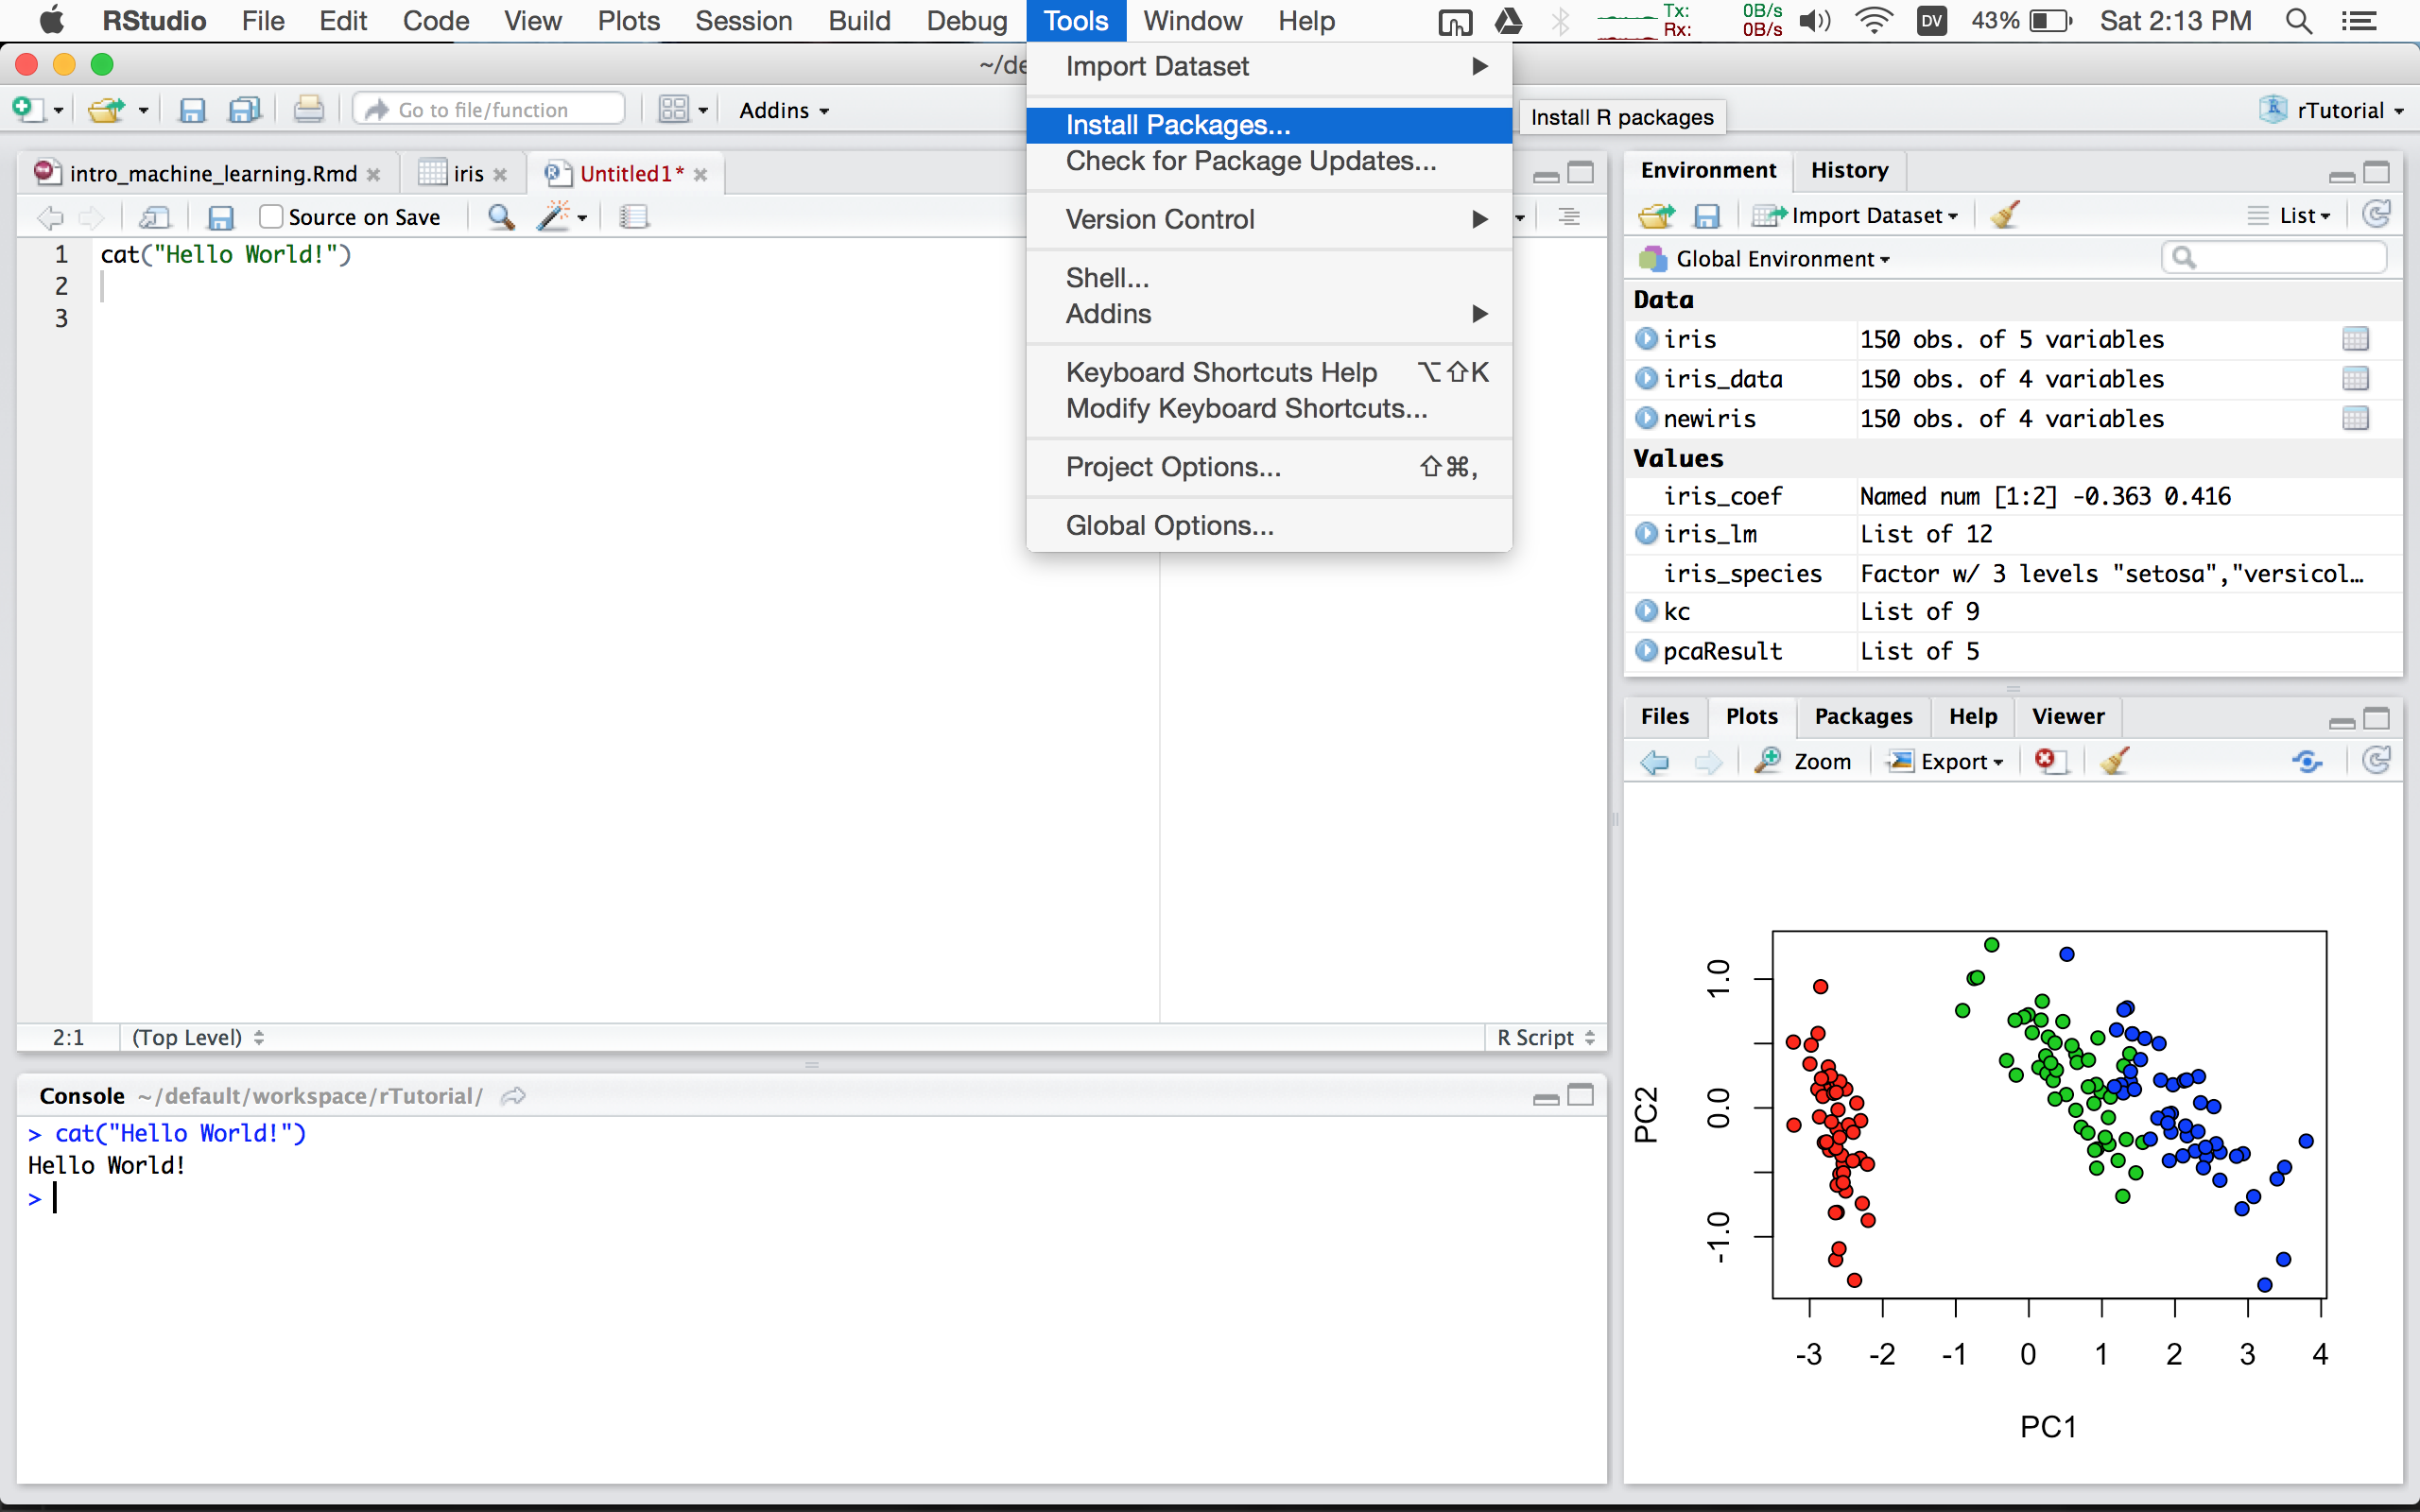 RStudio File Edit Code View Plots Session Build Debug Tools Window Help Tx: 0B/s Rx: 0B/s DV 43% Sat 2:13 PM
~/de
Import Dataset
Install Packages...
Check for Package Updates...
Version Control
Shell...
Addins
Keyboard Shortcuts Help ⌥⇧K
Modify Keyboard Shortcuts...
Project Options... ⇧⌘,
Global Options...
Install R packages
Go to file/function Addins rTutorial
intro_machine_learning.Rmd iris Untitled1*
Source on Save
1 cat("Hello World!")
2
3
2:1 (Top Level) R Script
Console ~/default/workspace/rTutorial/
> cat("Hello World!")
Hello World!
>
Environment History
Import Dataset List
Global Environment
Data
iris 150 obs. of 5 variables
iris_data 150 obs. of 4 variables
newiris 150 obs. of 4 variables
Values
iris_coef Named num [1:2] -0.363 0.416
iris_lm List of 12
iris_species Factor w/ 3 levels "setosa","versicol…
kc List of 9
pcaResult List of 5
Files Plots Packages Help Viewer
Zoom Export
PC2
1.0
0.0
-1.0
-3 -2 -1 0 1 2 3 4
PC1